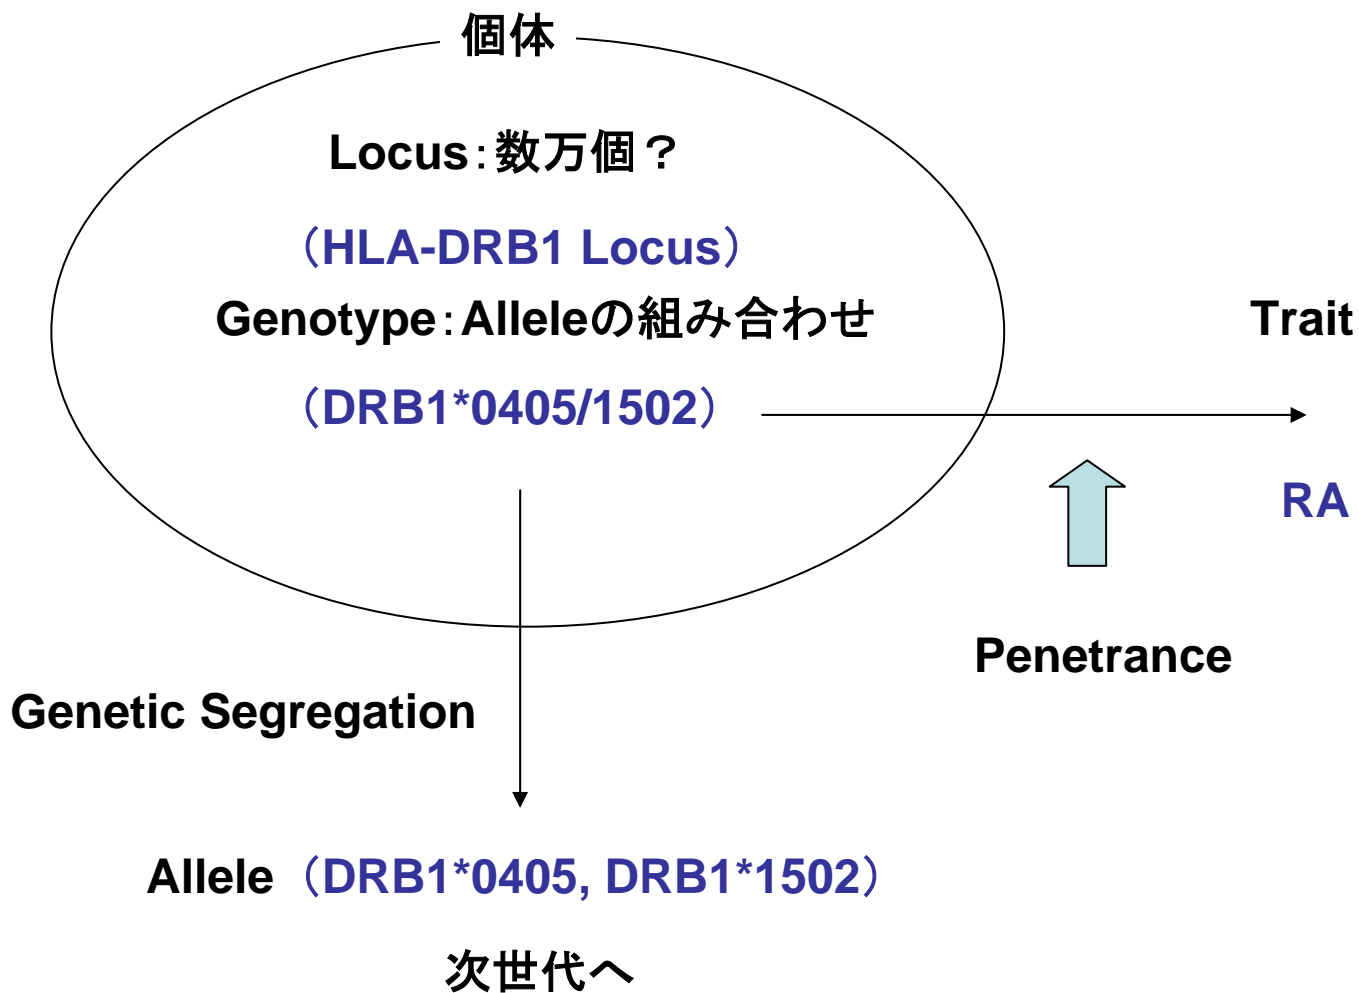 個体
Locus：数万個？
（HLA-DRB1 Locus）
Genotype：Alleleの組み合わせ
Trait
（DRB1*0405/1502）
RA
Penetrance
Genetic Segregation
Allele（DRB1*0405, DRB1*1502）
次世代へ